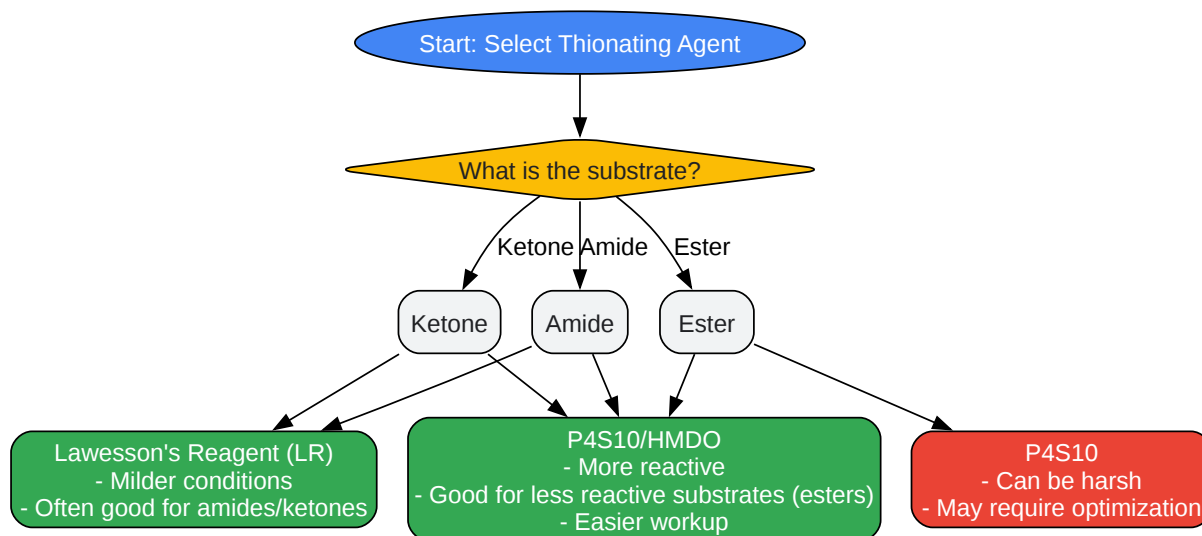 Start: Select Thionating Agent
What is the substrate?
Ketone
Amide
Ester
Ketone
Amide
Ester
Lawesson's Reagent (LR)
- Milder conditions
- Often good for amides/ketones
P4S10/HMDO
- More reactive
- Good for less reactive substrates (esters)
- Easier workup
P4S10
- Can be harsh
- May require optimization